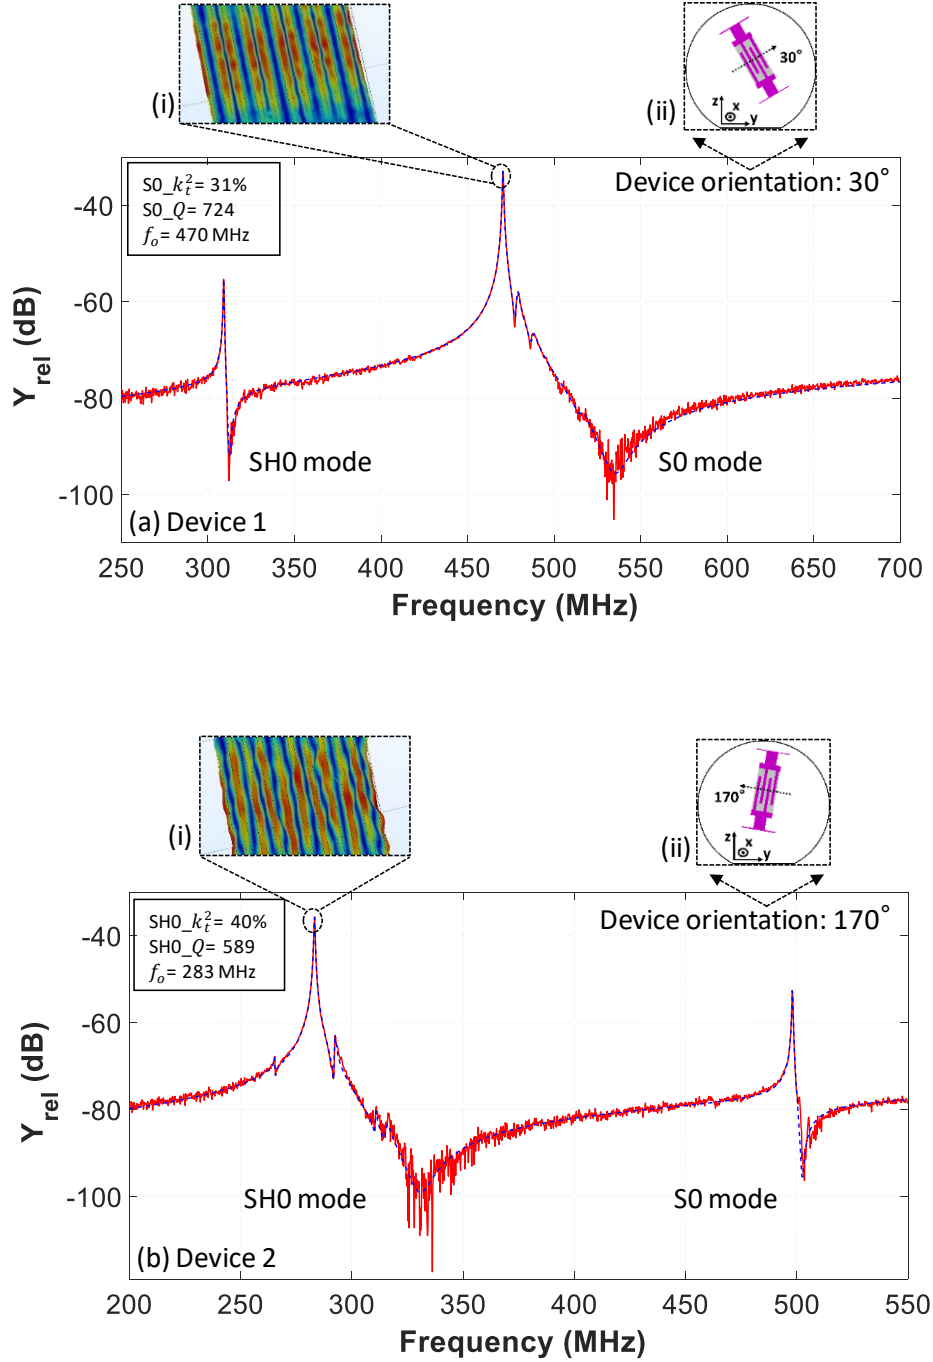 (i)
(ii)
30°
z
x
y
S0_k_t^2= 31%
S0_Q= 724
f_o= 470 MHz
Device orientation: 30°
-40
-60
-80
-100
Y_rel (dB)
SH0 mode
S0 mode
(a) Device 1
250 300 350 400 450 500 550 600 650 700
Frequency (MHz)
(i)
(ii)
170°
z
x
y
SH0_k_t^2= 40%
SH0_Q= 589
f_o= 283 MHz
Device orientation: 170°
-40
-60
-80
-100
Y_rel (dB)
SH0 mode
S0 mode
(b) Device 2
200 250 300 350 400 450 500 550
Frequency (MHz)